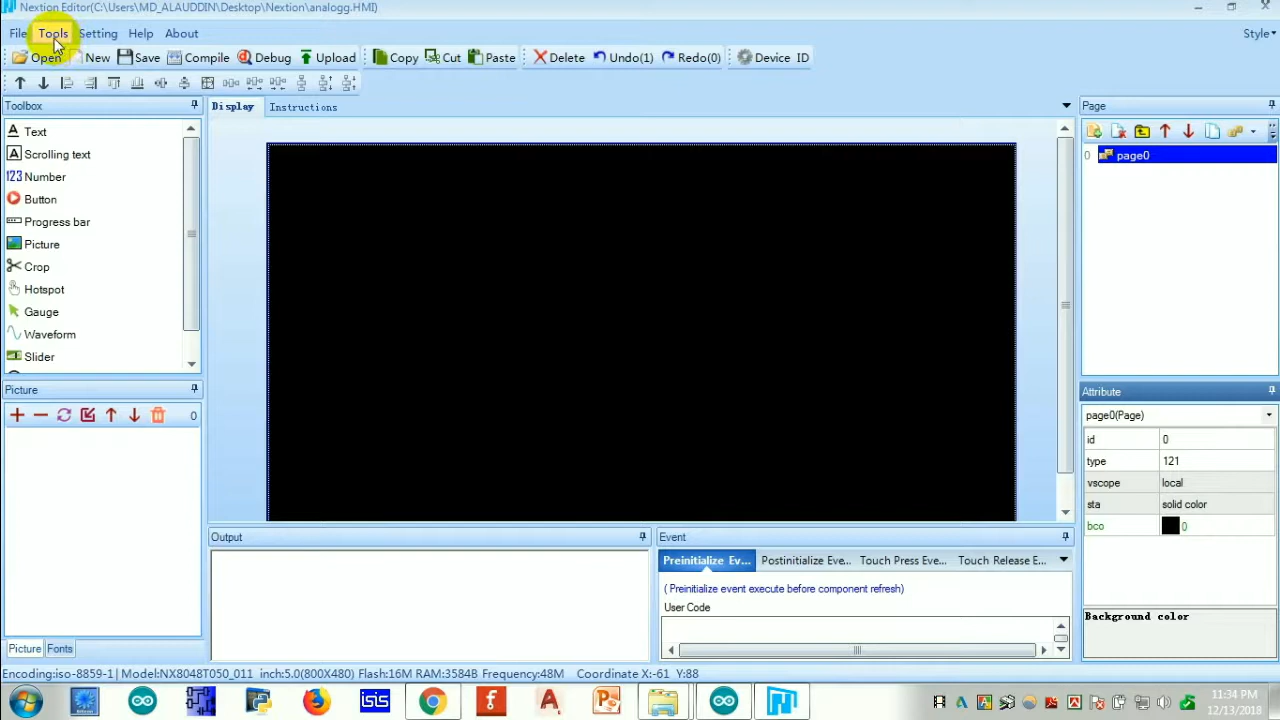 Nextion Editor(C:\Users\MD_ALAUDDIN\Desktop\Nextion\analogg.HMI)
File Tools Setting Help About Style
Open New Save Compile Debug Upload Copy Cut Paste Delete Undo(1) Redo(0) Device ID
Toolbox
Text
Scrolling text
123 Number
Button
Progress bar
Picture
Crop
Hotspot
Gauge
Waveform
Slider
Picture
0
Picture Fonts
Display Instructions
Output
Event
Preinitialize Ev... Postinitialize Eve... Touch Press Eve... Touch Release E...
( Preinitialize event execute before component refresh)
User Code
Page
0 page0
Attribute
page0(Page)
id 0
type 121
vscope local
sta solid color
bco 0
Background color
Encoding:iso-8859-1 Model:NX8048T050_011 inch:5.0(800X480) Flash:16M RAM:3584B Frequency:48M Coordinate X:-61 Y:88
isis
11:34 PM
12/13/2018